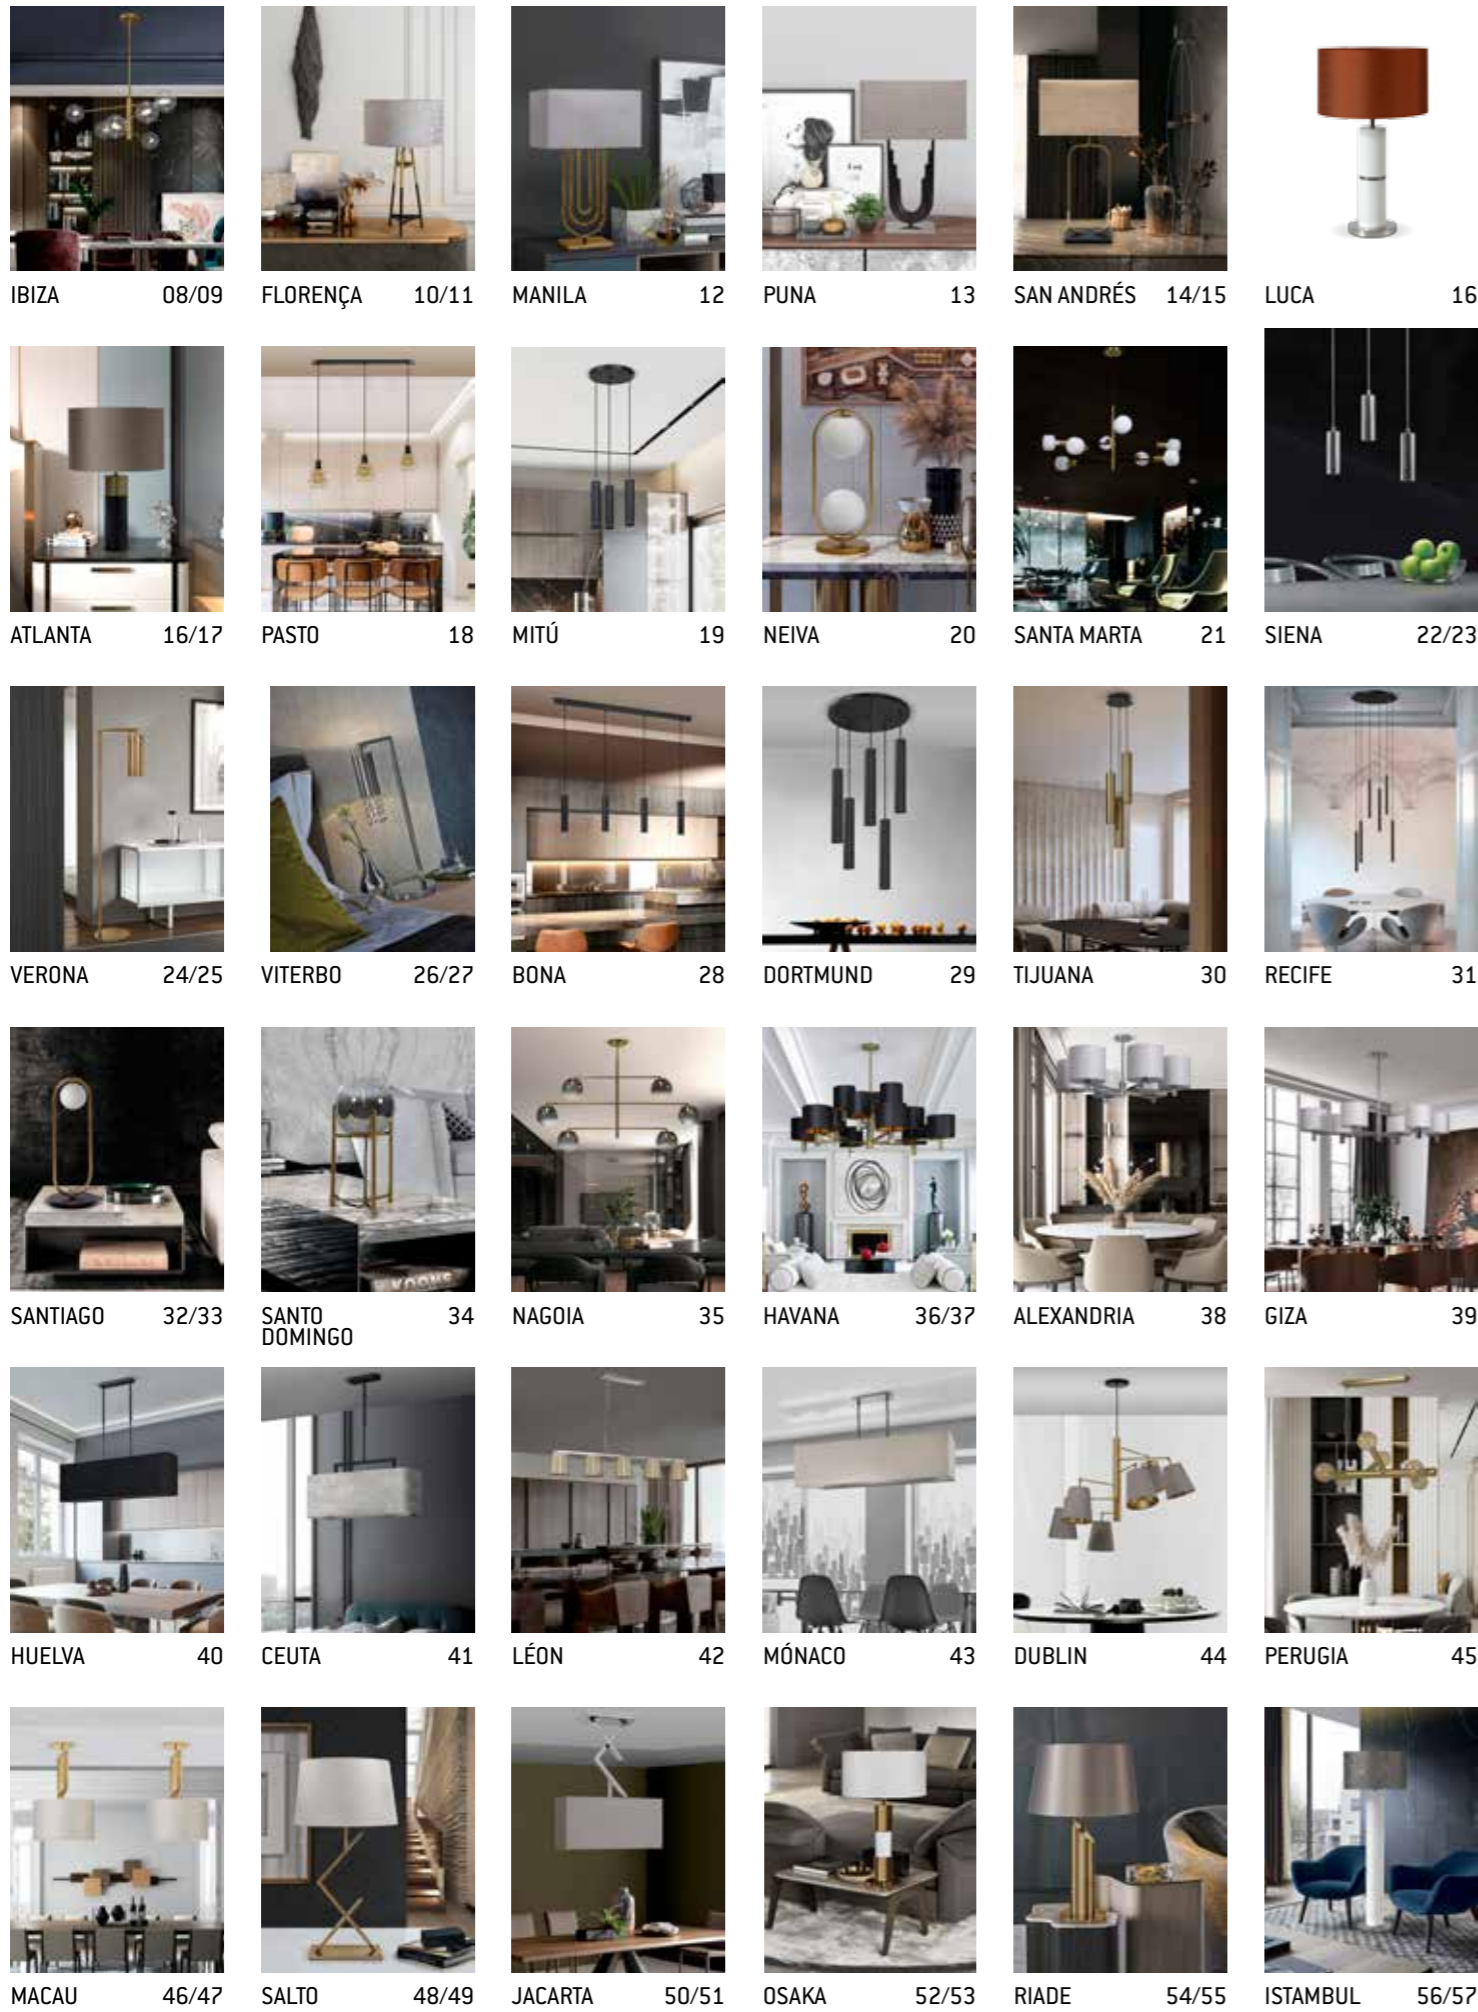 IBIZA 08/09
FLORENÇA 10/11
MANILA 12
PUNA 13
SAN ANDRÉS 14/15
LUCA 16
ATLANTA 16/17
PASTO 18
MITÚ 19
NEIVA 20
SANTA MARTA 21
SIENA 22/23
VERONA 24/25
VITERBO 26/27
BONA 28
DORTMUND 29
TIJUANA 30
RECIFE 31
KOONS
SANTIAGO 32/33
SANTO 34
DOMINGO
NAGOIA 35
HAVANA 36/37
ALEXANDRIA 38
GIZA 39
HUELVA 40
CEUTA 41
LÉON 42
MÓNACO 43
DUBLIN 44
PERUGIA 45
MACAU 46/47
SALTO 48/49
JACARTA 50/51
OSAKA 52/53
RIADE 54/55
ISTAMBUL 56/57